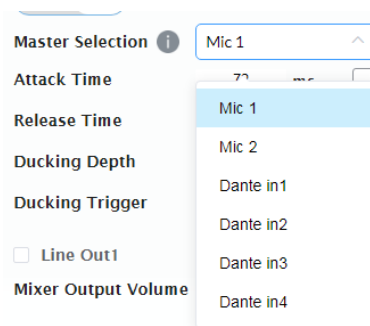 Master Selection i Mic 1
Attack Time
Mic 1
Release Time
Mic 2
Ducking Depth
Dante in1
Ducking Trigger
Dante in2
Line Out1
Dante in3
Mixer Output Volume
Dante in4